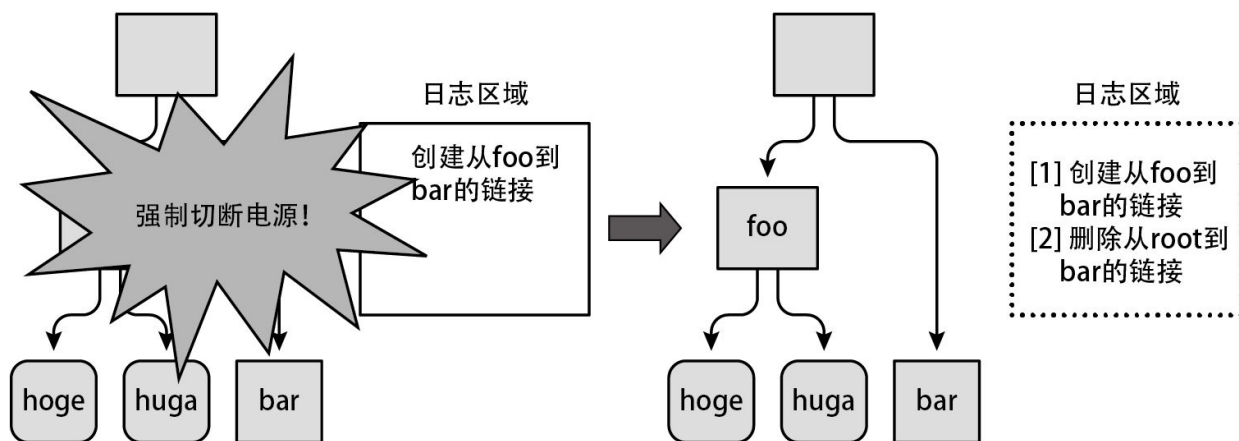 日志区域
创建从foo到
bar的链接
强制切断电源！
hoge
huga
bar
日志区域
foo
[1] 创建从foo到
bar的链接
[2] 删除从root到
bar的链接
hoge
huga
bar